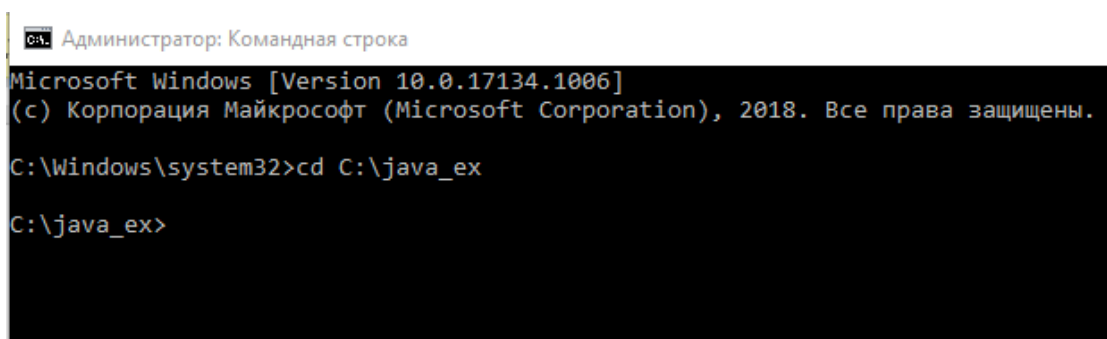 Администратор: Командная строка
Microsoft Windows [Version 10.0.17134.1006]
(c) Корпорация Майкрософт (Microsoft Corporation), 2018. Все права защищены.
C:\Windows\system32>cd C:\java_ex
C:\java_ex>